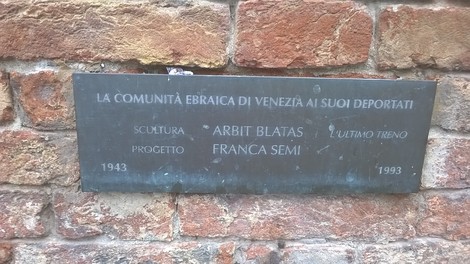 LA COMUNITÀ EBRAICA DI VENEZIA AI SUOI DEPORTATI
SCULTURA ARBIT BLATAS L'ULTIMO TRENO
PROGETTO FRANCA SEMI
1943 1993